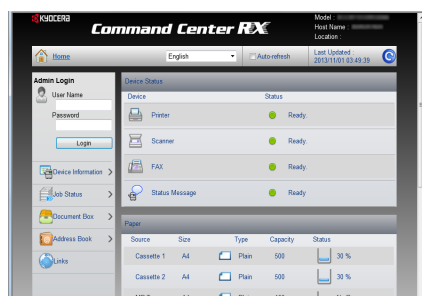 KYOCERA
Command Center RX
Model :
Host Name :
Location :
Home
English
Auto-refresh
Last Updated :
2013/11/01 03:49:39
Admin Login
User Name
Password
Login
Device Information
Job Status
Document Box
Address Book
Links
Device Status
Device Status
Printer Ready.
Scanner Ready.
FAX Ready.
Status Message Ready.
Paper
Source Size Type Capacity Status
Cassette 1 A4 Plain 500 30 %
Cassette 2 A4 Plain 500 30 %